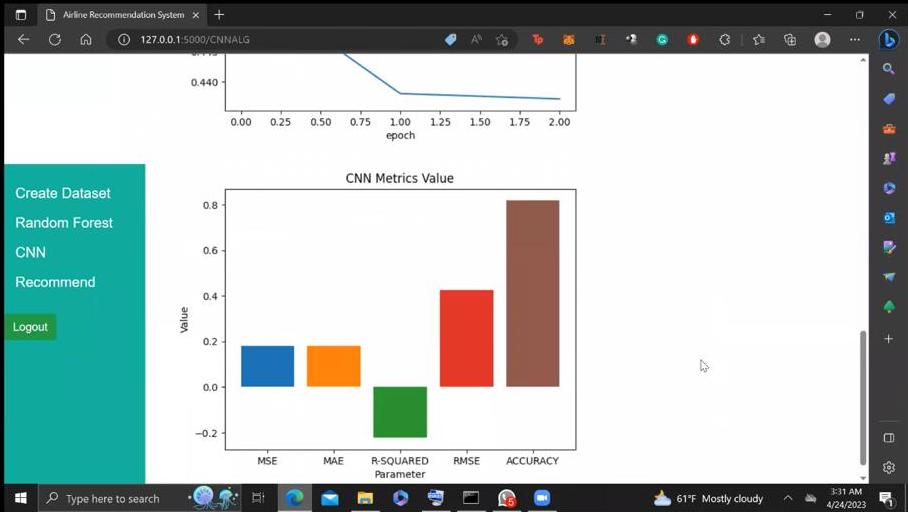 Airline Recommendation System
127.0.0.1:5000/CNNALG
0.440
0.00 0.25 0.50 0.75 1.00 1.25 1.50 1.75 2.00
epoch
Create Dataset
Random Forest
CNN
Recommend
Logout
CNN Metrics Value
0.8
0.6
0.4
0.2
0.0
−0.2
Value
MSE MAE R-SQUARED RMSE ACCURACY
Parameter
Type here to search
5
61°F Mostly cloudy
3:31 AM
4/24/2023
1